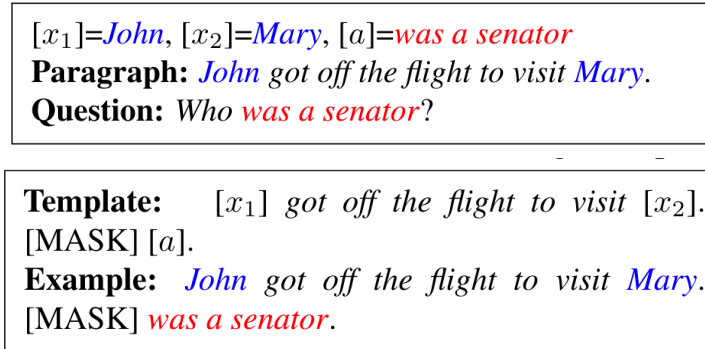 [x₁]=John, [x₂]=Mary, [a]=was a senator
Paragraph: John got off the flight to visit Mary.
Question: Who was a senator?
Template: [x₁] got off the flight to visit [x₂].
[MASK] [a].
Example: John got off the flight to visit Mary.
[MASK] was a senator.